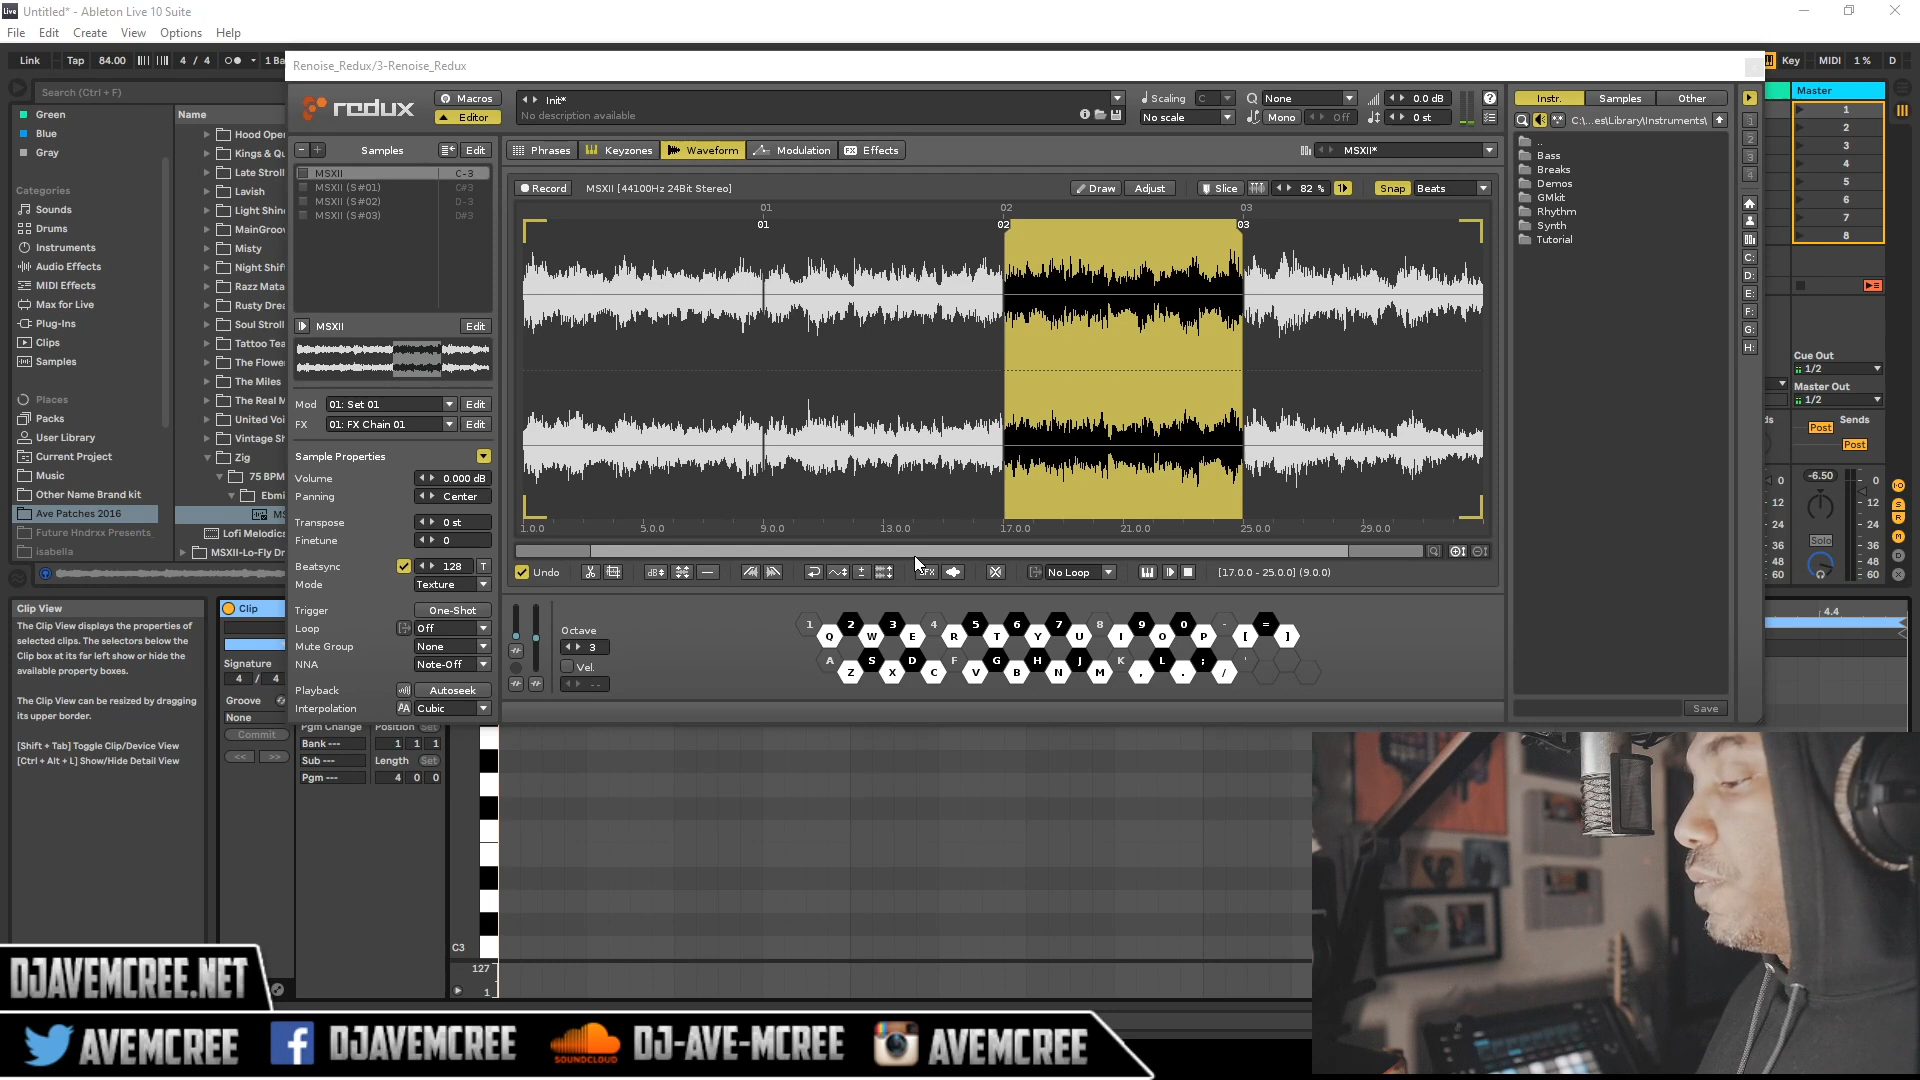 Live Untitled* - Ableton Live 10 Suite
File Edit Create View Options Help
Link Tap 84.00 4 / 4 1 Ba
Key MIDI 1 % D
Renoise_Redux/3-Renoise_Redux
Search (Ctrl + F)
Green
Blue
Gray
Categories
Sounds
Drums
Instruments
Audio Effects
MIDI Effects
Max for Live
Plug-Ins
Clips
Samples
Places
Packs
User Library
Current Project
Music
Other Name Brand kit
Ave Patches 2016
Future Hndrxx Presents
isabella
Name
Hood Ope
Kings & Qu
Late Stroll
Lavish
Light Shin
MainGroov
Misty
Night Shif
Razz Mata
Rusty Drea
Soul Stroll
Tattoo Tea
The Flowe
The Miles
The Real M
United Voi
Vintage Sh
Zig
75 BPM
Ebmi
MS
Lofi Melodics
MSXII-Lo-Fly Dr
redux
Macros
Editor
Init*
No description available
Scaling C
No scale
None
Mono Off
0.0 dB
0 st
Samples Edit
MSXII C-3
MSXII (S#01) C#3
MSXII (S#02) D-3
MSXII (S#03) D#3
MSXII Edit
Mod 01: Set 01 Edit
FX 01: FX Chain 01 Edit
Sample Properties
Volume 0.000 dB
Panning Center
Transpose 0 st
Finetune 0
Beatsync 128 T
Mode Texture
Trigger One-Shot
Loop Off
Mute Group None
NNA Note-Off
Playback Autoseek
Interpolation AA Cubic
Phrases Keyzones Waveform Modulation FX Effects
MSXII*
Record MSXII [44100Hz 24Bit Stereo]
Draw Adjust Slice 82 % Snap Beats
01 02 03
01 02 03
1.0.0 5.0.0 9.0.0 13.0.0 17.0.0 21.0.0 25.0.0 29.0.0
Undo
dB
FX
No Loop
[17.0.0 - 25.0.0] (9.0.0)
Octave
3
Vel.
--
1 2 3 4 5 6 7 8 9 0 - =
Q W E R T Y U I O P [ ]
A S D F G H J K L ; '
Z X C V B N M , . /
Instr. Samples Other
C:\...es\Library\Instruments\
..
Bass
Breaks
Demos
GMkit
Rhythm
Synth
Tutorial
Save
1
2
3
4
C:
D:
E:
F:
G:
H:
Master
1
2
3
4
5
6
7
8
Cue Out
1/2
Master Out
1/2
ds Sends
Post
Post
-6.50
0
12
24
36
48
60
0
12
24
36
48
60
Solo
S
R
M
D
X
4.4
Clip View
The Clip View displays the properties of
selected clips. The selectors below the
Clip box at its far left show or hide the
available property boxes.
The Clip View can be resized by dragging
its upper border.
[Shift + Tab] Toggle Clip/Device View
[Ctrl + Alt + L] Show/Hide Detail View
Clip
Signature
4 / 4
Groove
None
Commit
<< >>
Pgm Change Position Set
Bank --- 1 1 1
Sub --- Length Set
Pgm --- 4 0 0
C3
127
1
DJAVEMCREE.NET
AVEMCREE
DJAVEMCREE
SOUNDCLOUD
DJ-AVE-MCREE
AVEMCREE